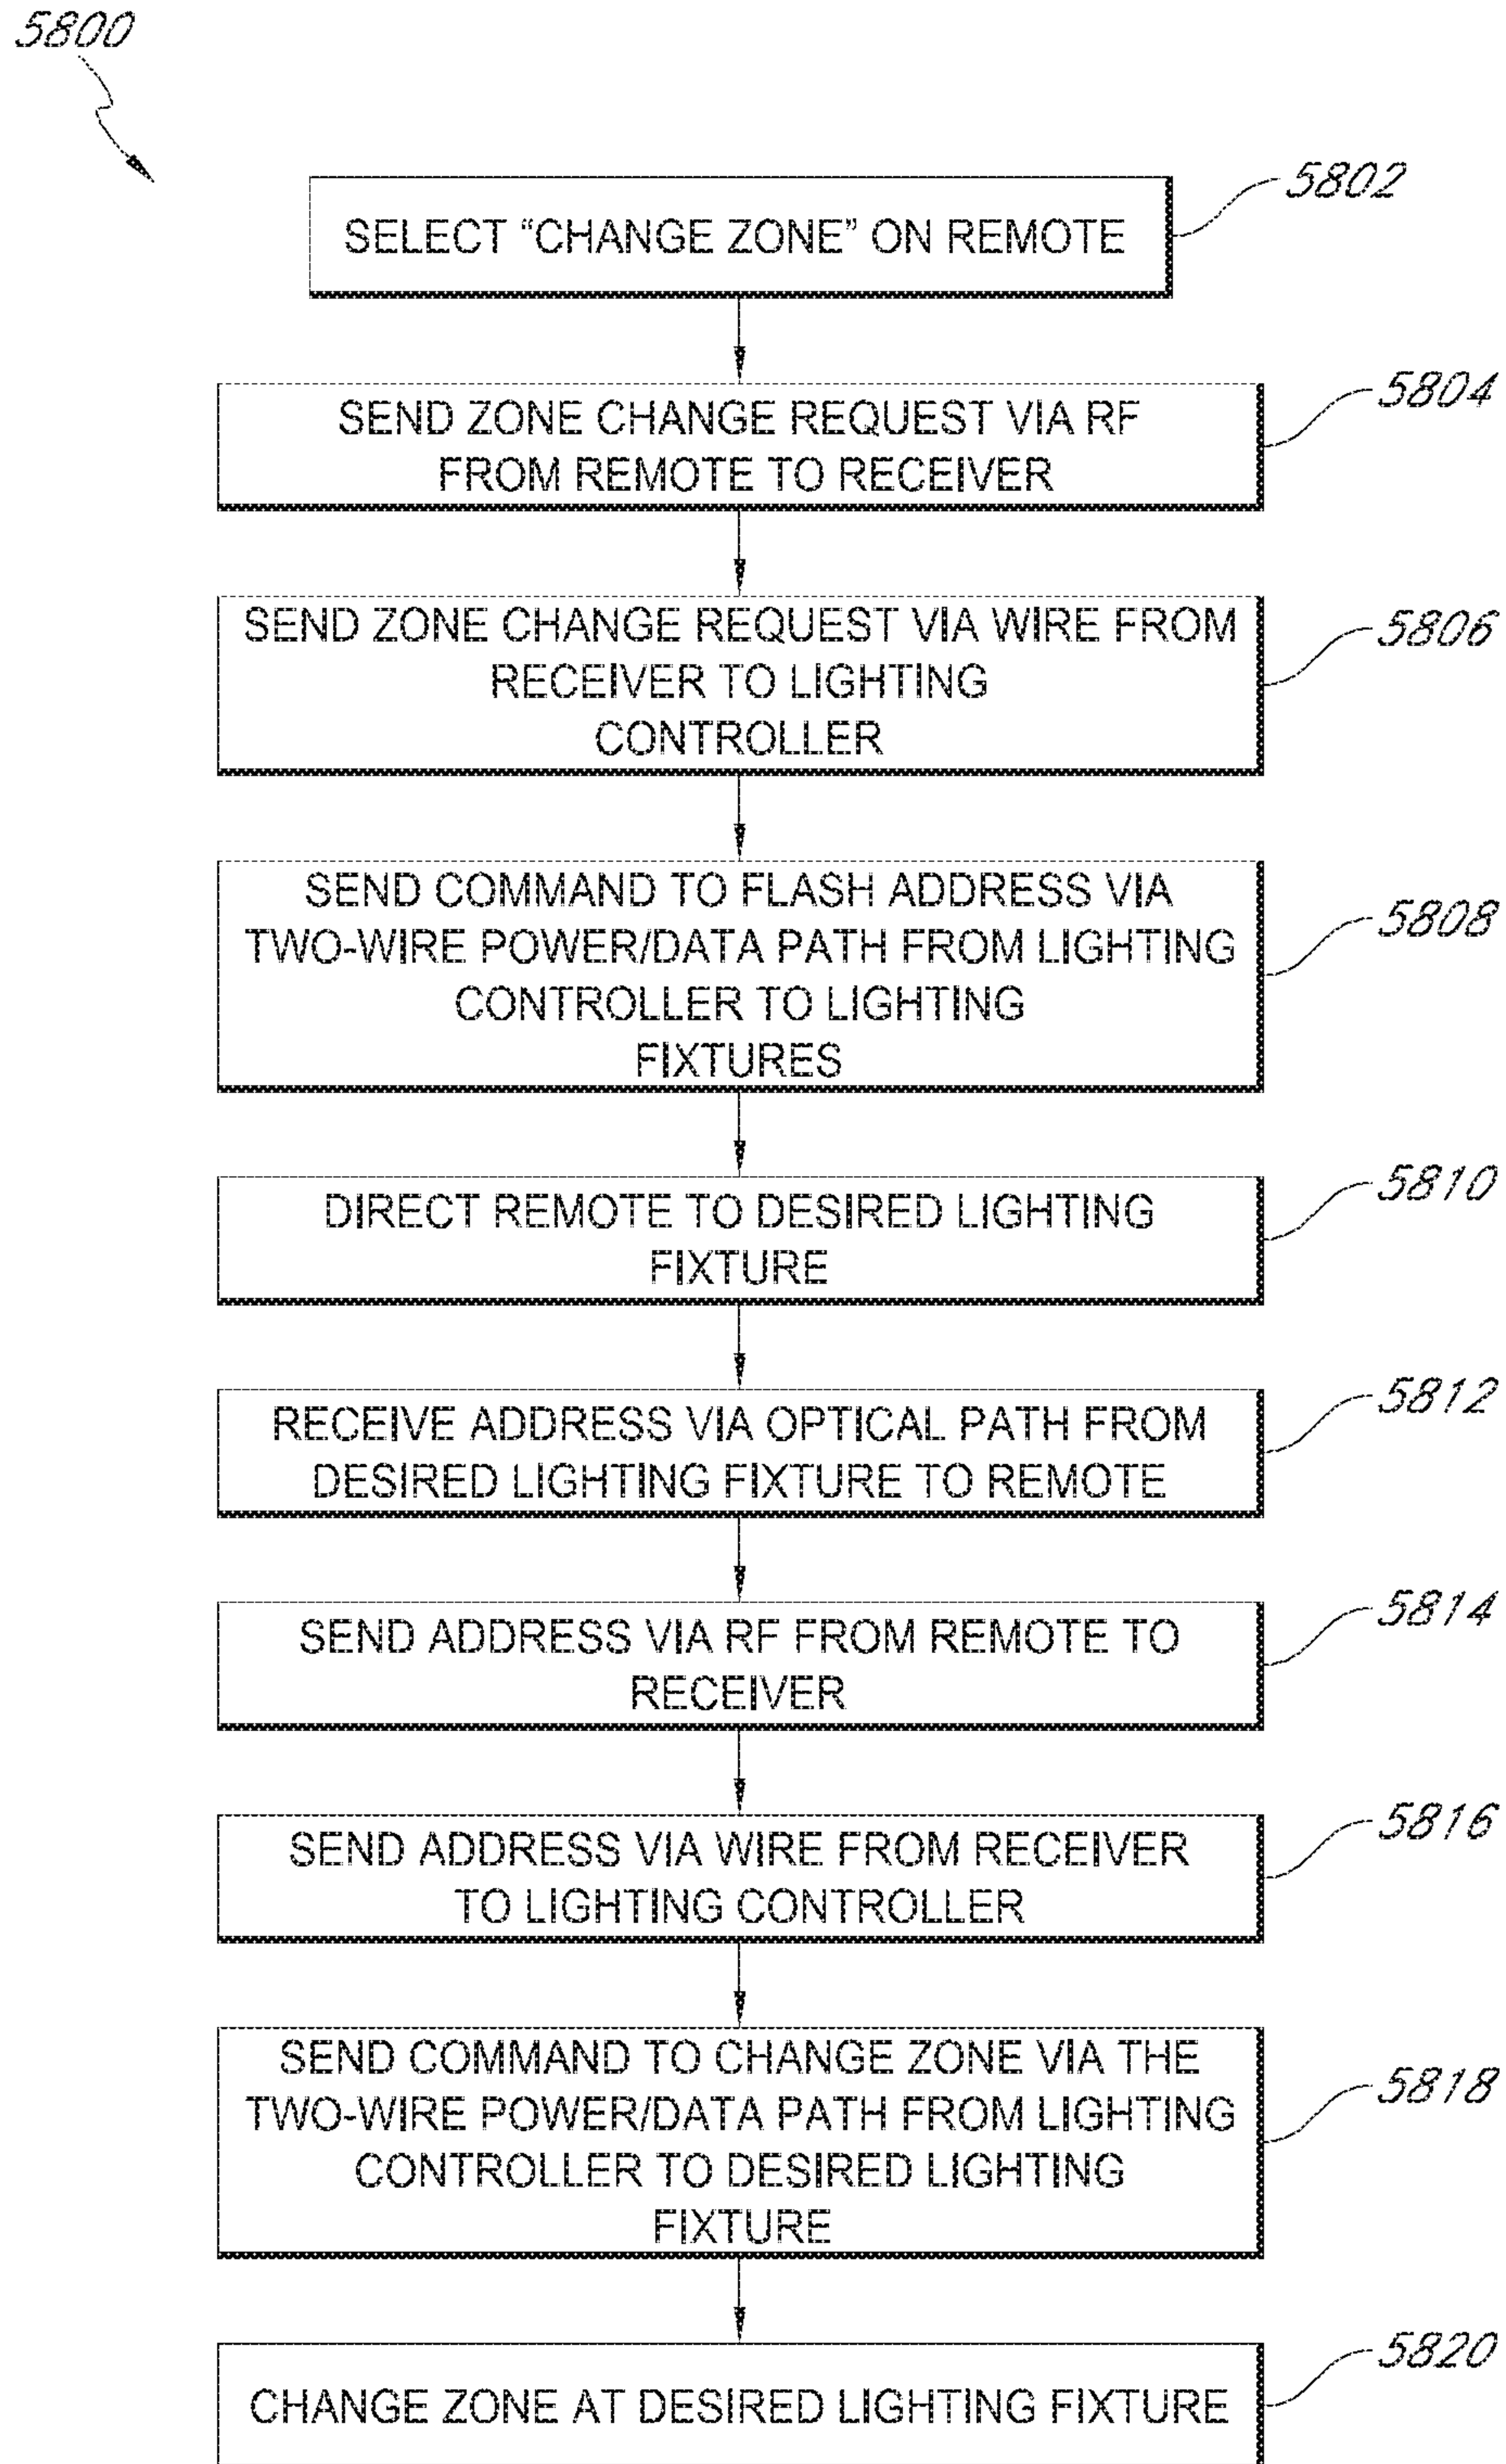 5800
SELECT “CHANGE ZONE” ON REMOTE
5802
SEND ZONE CHANGE REQUEST VIA RF
FROM REMOTE TO RECEIVER
5804
SEND ZONE CHANGE REQUEST VIA WIRE FROM
RECEIVER TO LIGHTING
CONTROLLER
5806
SEND COMMAND TO FLASH ADDRESS VIA
TWO-WIRE POWER/DATA PATH FROM LIGHTING
CONTROLLER TO LIGHTING
FIXTURES
5808
DIRECT REMOTE TO DESIRED LIGHTING
FIXTURE
5810
RECEIVE ADDRESS VIA OPTICAL PATH FROM
DESIRED LIGHTING FIXTURE TO REMOTE
5812
SEND ADDRESS VIA RF FROM REMOTE TO
RECEIVER
5814
SEND ADDRESS VIA WIRE FROM RECEIVER
TO LIGHTING CONTROLLER
5816
SEND COMMAND TO CHANGE ZONE VIA THE
TWO-WIRE POWER/DATA PATH FROM LIGHTING
CONTROLLER TO DESIRED LIGHTING
FIXTURE
5818
CHANGE ZONE AT DESIRED LIGHTING FIXTURE
5820